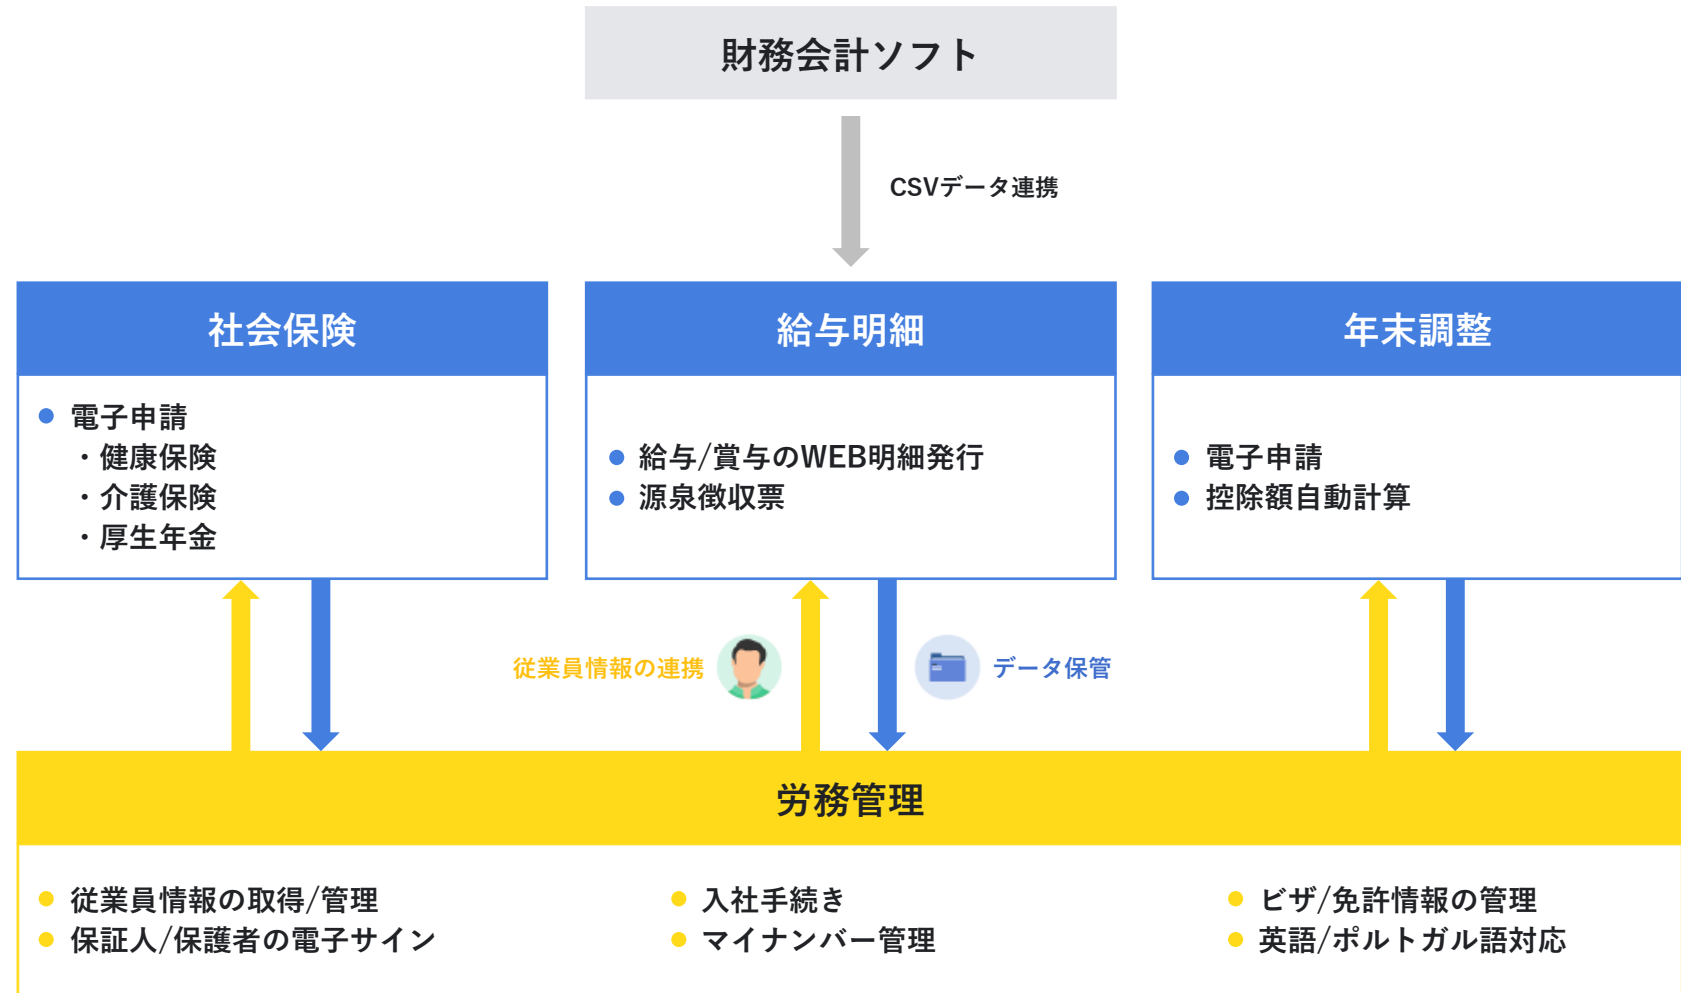 財務会計ソフト
CSVデータ連携
社会保険
● 電子申請
・健康保険
・介護保険
・厚生年金
給与明細
● 給与/賞与のWEB明細発行
● 源泉徴収票
年末調整
● 電子申請
● 控除額自動計算
従業員情報の連携
データ保管
労務管理
● 従業員情報の取得/管理
● 保証人/保護者の電子サイン
● 入社手続き
● マイナンバー管理
● ビザ/免許情報の管理
● 英語/ポルトガル語対応